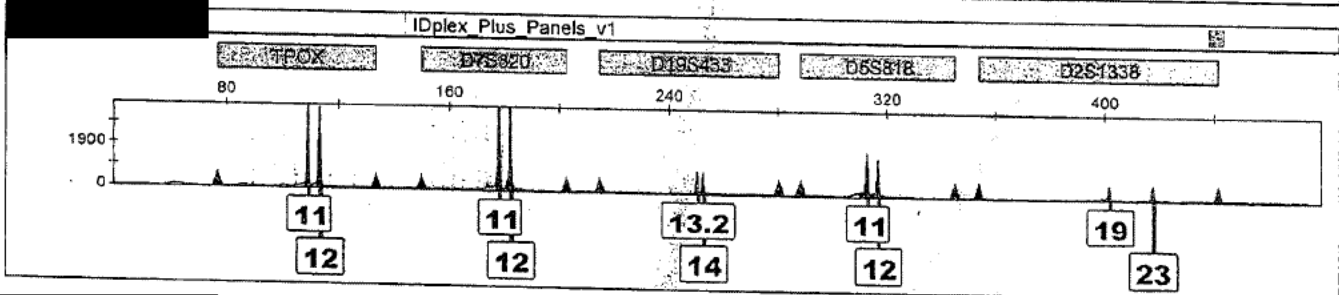 IDplex_Plus_Panels_v1
TPOX D7S820 D19S433 D5S818 D2S1338
80 160 240 320 400
1900
0
11 11 13.2 11 19
12 12 14 12 23